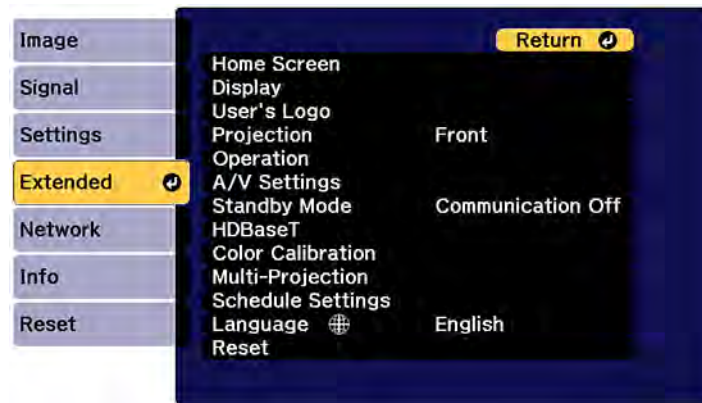 Image
Signal
Settings
Extended
Network
Info
Reset
Return
Home Screen
Display
User's Logo
Projection Front
Operation
A/V Settings
Standby Mode Communication Off
HDBaseT
Color Calibration
Multi-Projection
Schedule Settings
Language English
Reset